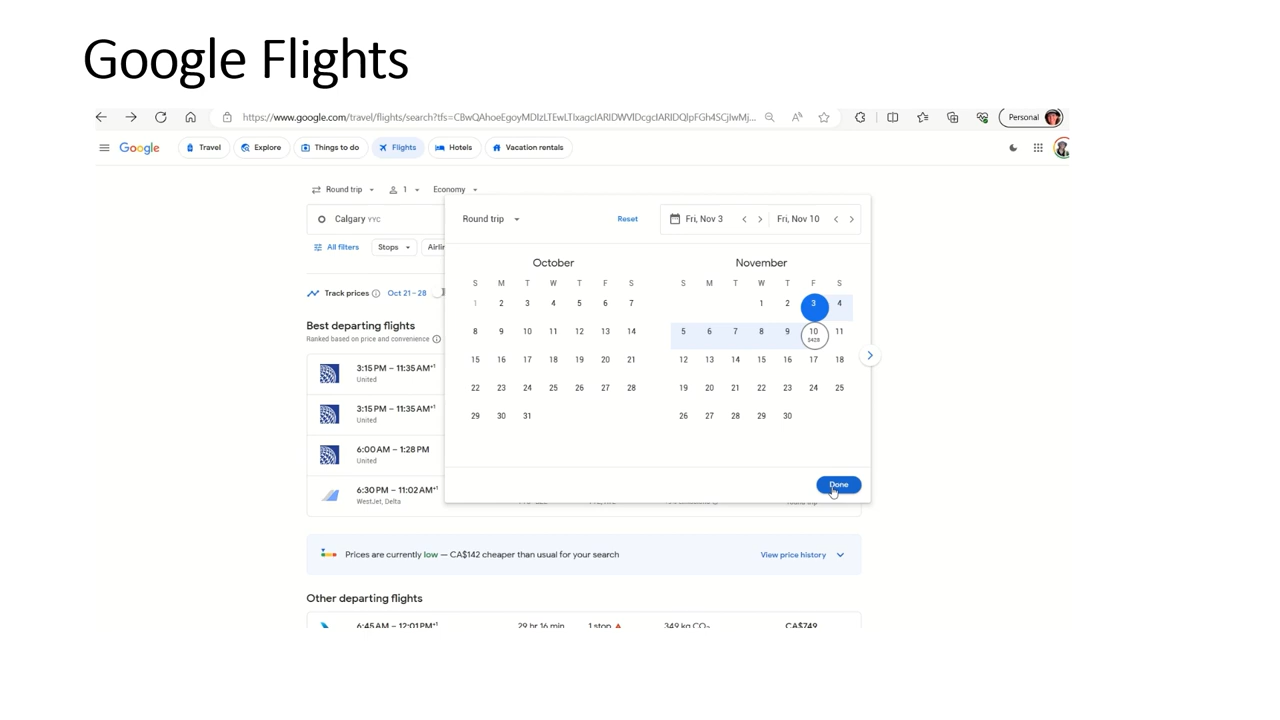 Google Flights
https://www.google.com/travel/flights/search?tfs=CBwQAhoeEgoyMDIzLTEwLTIxagcIARIDWVlDcgcIARIDQlpFGh4SCjIwMj...
Personal
Google
Travel
Explore
Things to do
Flights
Hotels
Vacation rentals
Round trip
1
Economy
Calgary YYC
Round trip
Reset
Fri, Nov 3
Fri, Nov 10
All filters
Stops
October
November
S M T W T F S
S M T W T F S
1 2 3 4 5 6 7
1 2 3 4
Track prices
Oct 21 – 28
8 9 10 11 12 13 14
5 6 7 8 9 10 11
$428
Best departing flights
Ranked based on price and convenience
15 16 17 18 19 20 21
12 13 14 15 16 17 18
3:15 PM – 11:35 AM+1
United
22 23 24 25 26 27 28
19 20 21 22 23 24 25
3:15 PM – 11:35 AM+1
United
29 30 31
26 27 28 29 30
6:00 AM – 1:28 PM
United
6:30 PM – 11:02 AM+1
WestJet, Delta
Done
Prices are currently low — CA$142 cheaper than usual for your search
View price history
Other departing flights
6:45 AM – 12:01 PM+1
29 hr 16 min
1 stop
349 kg CO2
CA$749